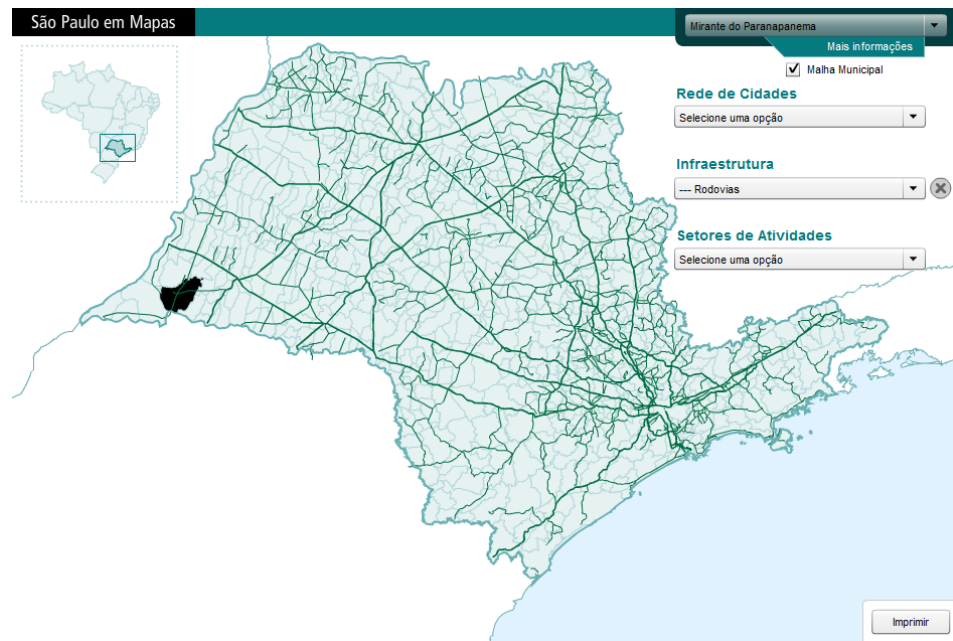 São Paulo em Mapas
Mirante do Paranapanema
Mais informações
Malha Municipal
Rede de Cidades
Selecione uma opção
Infraestrutura
--- Rodovias
Setores de Atividades
Selecione uma opção
Imprimir